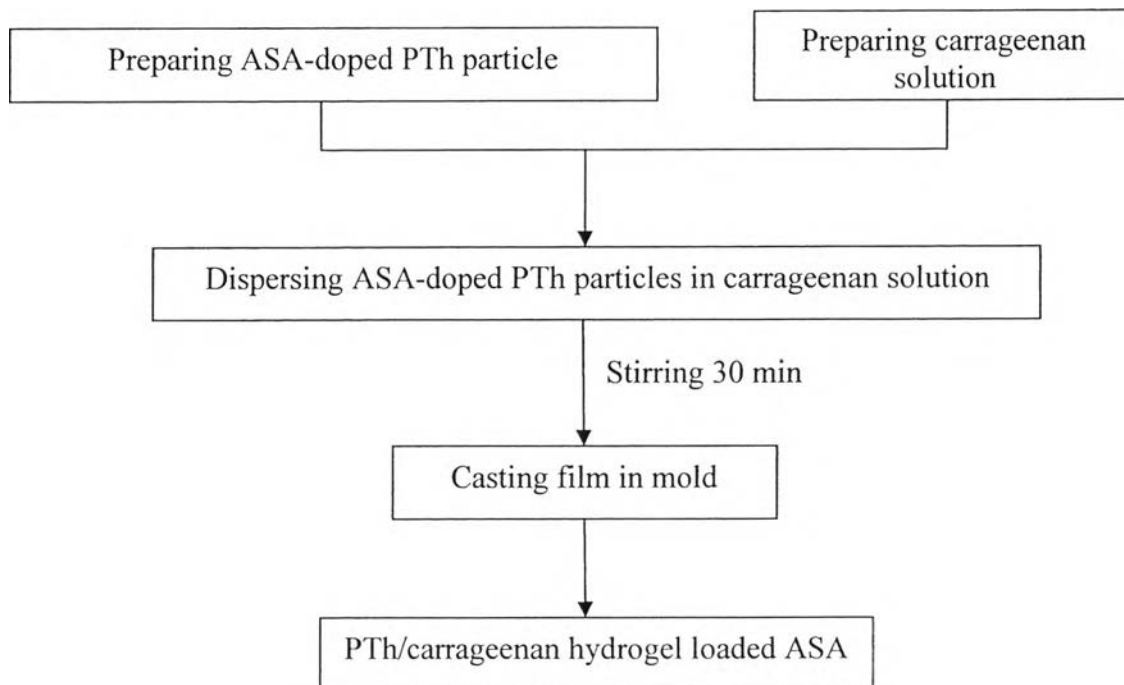 Preparing ASA-doped PTh particle
Preparing carrageenan
solution
Dispersing ASA-doped PTh particles in carrageenan solution
Stirring 30 min
Casting film in mold
PTh/carrageenan hydrogel loaded ASA